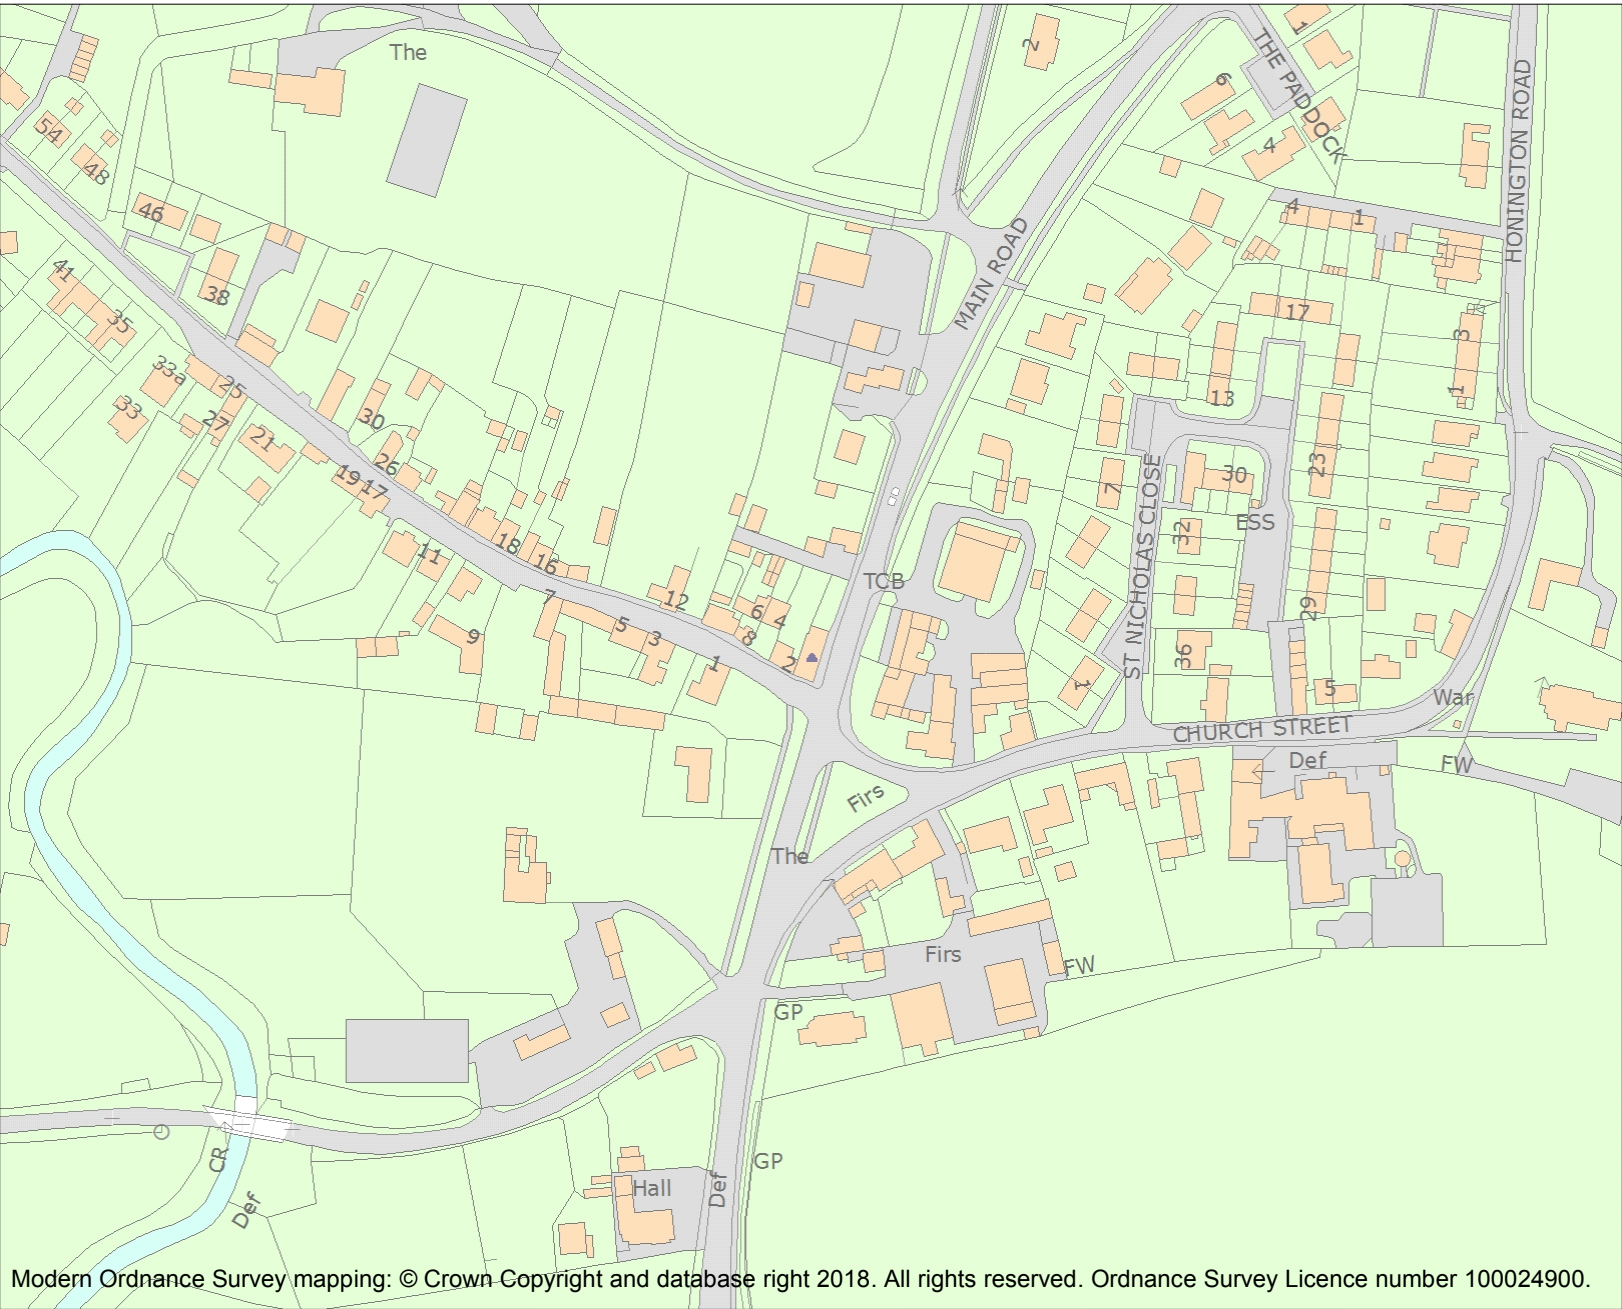 The
2
1
THE PADDOCK
HONINGTON ROAD
6
4
54
48
46
4
1
MAIN ROAD
41
38
35
17
3
33a
25
1
13
33
27
30
21
26
23
30
19
17
7
ST NICHOLAS CLOSE
ESS
32
18
11
16
TCB
7
12
6
4
29
5
3
8
9
36
1
2
1
5
War
CHURCH STREET
Def
FW
Firs
The
Firs
FW
GP
CR
GP
Hall
Def
Def
Modern Ordnance Survey mapping: © Crown Copyright and database right 2018. All rights reserved. Ordnance Survey Licence number 100024900.